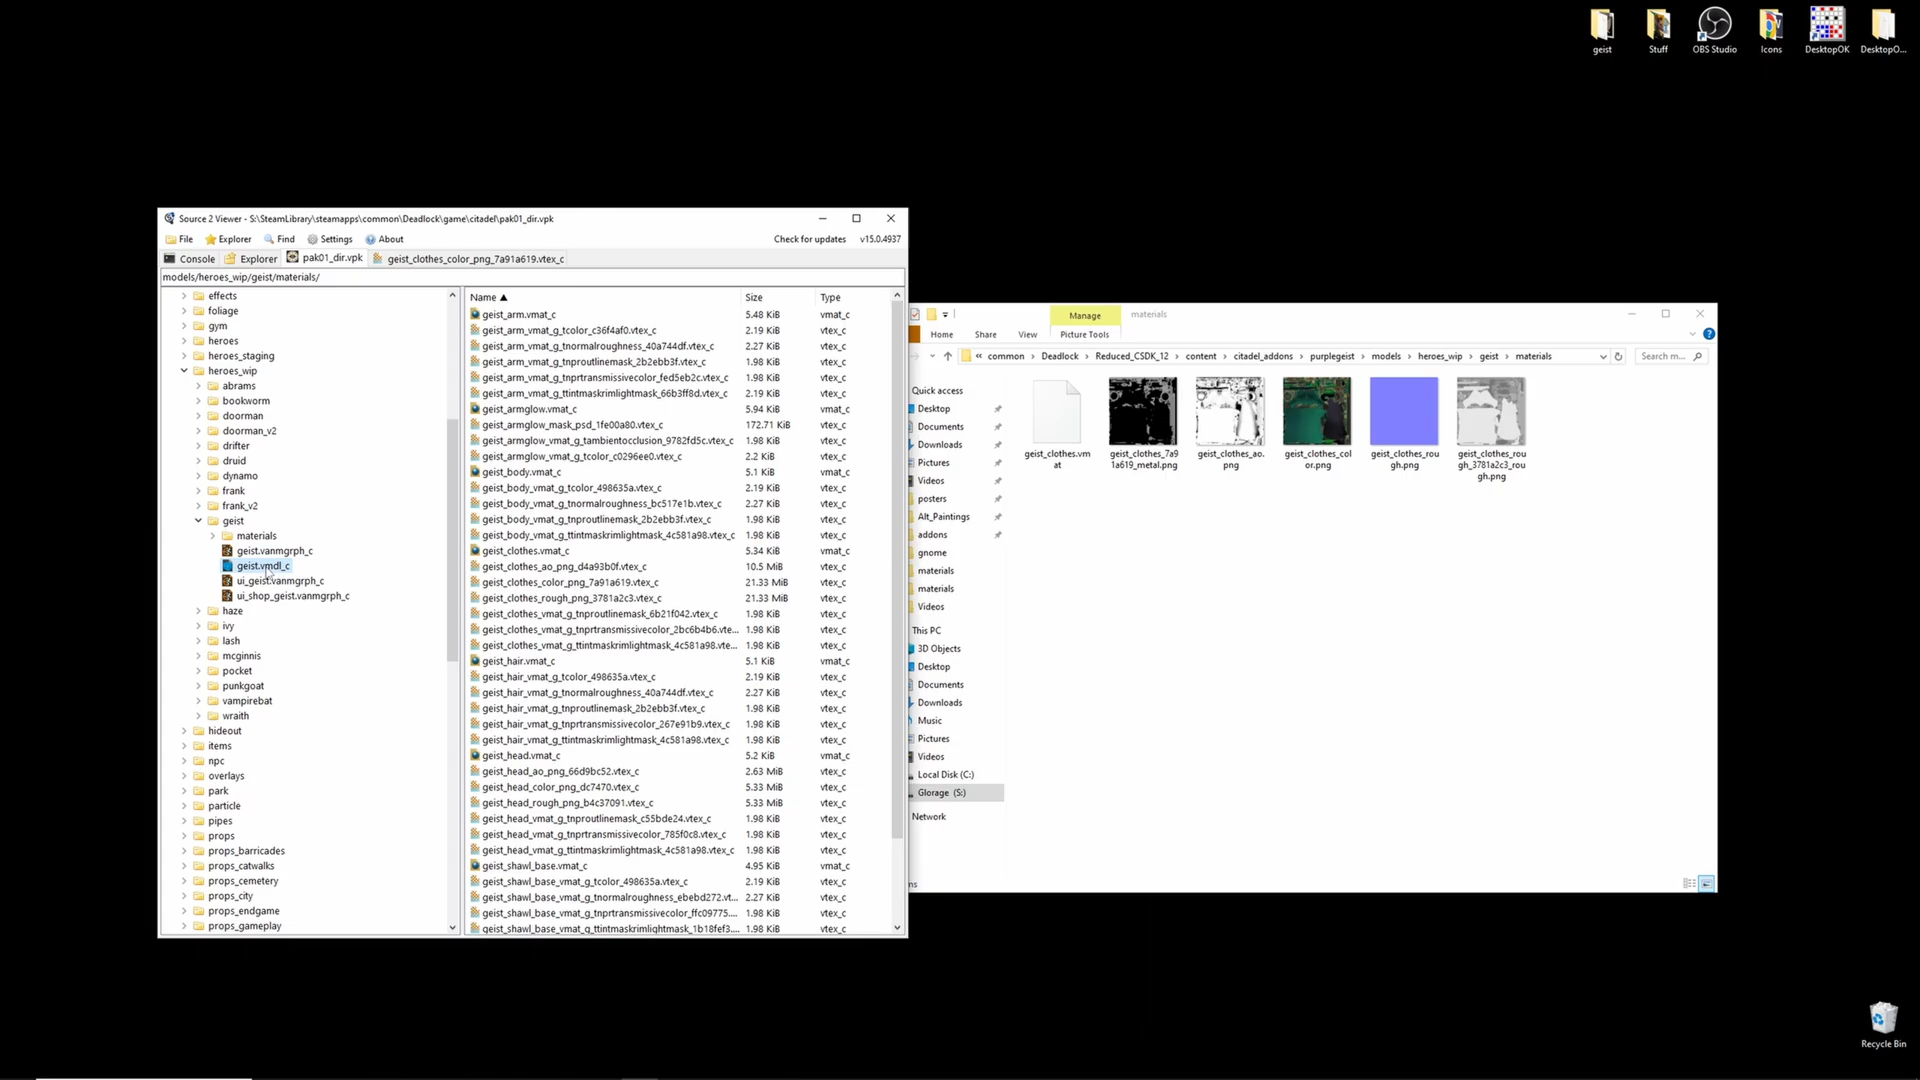 geist
Stuff
OBS Studio
Icons
DesktopOK
DesktopO...
Source 2 Viewer - S:\SteamLibrary\steamapps\common\Deadlock\game\citadel\pak01_dir.vpk
File
Explorer
Find
Settings
About
Check for updates
v15.0.4937
Console
Explorer
pak01_dir.vpk
geist_clothes_color_png_7a91a619.vtex_c
models/heroes_wip/geist/materials/
effects
foliage
gym
heroes
heroes_staging
heroes_wip
abrams
bookworm
doorman
doorman_v2
drifter
druid
dynamo
frank
frank_v2
geist
materials
geist.vanmgrph_c
geist.vmdl_c
ui_geist.vanmgrph_c
ui_shop_geist.vanmgrph_c
haze
ivy
lash
mcginnis
pocket
punkgoat
vampirebat
wraith
hideout
items
npc
overlays
park
particle
pipes
props
props_barricades
props_catwalks
props_cemetery
props_city
props_endgame
props_gameplay
Name Size Type
geist_arm.vmat_c 5.48 KiB vmat_c
geist_arm_vmat_g_tcolor_c36f4af0.vtex_c 2.19 KiB vtex_c
geist_arm_vmat_g_tnormalroughness_40a744df.vtex_c 2.27 KiB vtex_c
geist_arm_vmat_g_tnproutlinemask_2b2ebb3f.vtex_c 1.98 KiB vtex_c
geist_arm_vmat_g_tnprtransmissivecolor_fed5eb2c.vtex_c 1.98 KiB vtex_c
geist_arm_vmat_g_ttintmaskrimlightmask_66b3ff8d.vtex_c 2.19 KiB vtex_c
geist_armglow.vmat_c 5.94 KiB vmat_c
geist_armglow_mask_psd_1fe00a80.vtex_c 172.71 KiB vtex_c
geist_armglow_vmat_g_tambientocclusion_9782fd5c.vtex_c 1.98 KiB vtex_c
geist_armglow_vmat_g_tcolor_c0296ee0.vtex_c 2.2 KiB vtex_c
geist_body.vmat_c 5.1 KiB vmat_c
geist_body_vmat_g_tcolor_498635a.vtex_c 2.19 KiB vtex_c
geist_body_vmat_g_tnormalroughness_bc517e1b.vtex_c 2.27 KiB vtex_c
geist_body_vmat_g_tnproutlinemask_2b2ebb3f.vtex_c 1.98 KiB vtex_c
geist_body_vmat_g_ttintmaskrimlightmask_4c581a98.vtex_c 1.98 KiB vtex_c
geist_clothes.vmat_c 5.34 KiB vmat_c
geist_clothes_ao_png_d4a93b0f.vtex_c 10.5 MiB vtex_c
geist_clothes_color_png_7a91a619.vtex_c 21.33 MiB vtex_c
geist_clothes_rough_png_3781a2c3.vtex_c 21.33 MiB vtex_c
geist_clothes_vmat_g_tnproutlinemask_6b21f042.vtex_c 1.98 KiB vtex_c
geist_clothes_vmat_g_tnprtransmissivecolor_2bc6b4b6.vte... 1.98 KiB vtex_c
geist_clothes_vmat_g_ttintmaskrimlightmask_4c581a98.vte... 1.98 KiB vtex_c
geist_hair.vmat_c 5.1 KiB vmat_c
geist_hair_vmat_g_tcolor_498635a.vtex_c 2.19 KiB vtex_c
geist_hair_vmat_g_tnormalroughness_40a744df.vtex_c 2.27 KiB vtex_c
geist_hair_vmat_g_tnproutlinemask_2b2ebb3f.vtex_c 1.98 KiB vtex_c
geist_hair_vmat_g_tnprtransmissivecolor_267e91b9.vtex_c 1.98 KiB vtex_c
geist_hair_vmat_g_ttintmaskrimlightmask_4c581a98.vtex_c 1.98 KiB vtex_c
geist_head.vmat_c 5.2 KiB vmat_c
geist_head_ao_png_66d9bc52.vtex_c 2.63 MiB vtex_c
geist_head_color_png_dc7470.vtex_c 5.33 MiB vtex_c
geist_head_rough_png_b4c37091.vtex_c 5.33 MiB vtex_c
geist_head_vmat_g_tnproutlinemask_c55bde24.vtex_c 1.98 KiB vtex_c
geist_head_vmat_g_tnprtransmissivecolor_785f0c8.vtex_c 1.98 KiB vtex_c
geist_head_vmat_g_ttintmaskrimlightmask_4c581a98.vtex_c 1.98 KiB vtex_c
geist_shawl_base.vmat_c 4.95 KiB vmat_c
geist_shawl_base_vmat_g_tcolor_498635a.vtex_c 2.19 KiB vtex_c
geist_shawl_base_vmat_g_tnormalroughness_ebebd272.vt... 2.27 KiB vtex_c
geist_shawl_base_vmat_g_tnprtransmissivecolor_ffc09775.... 1.98 KiB vtex_c
geist_shawl_base_vmat_g_ttintmaskrimlightmask_1b18fef3.... 1.98 KiB vtex_c
Manage
materials
Home
Share
View
Picture Tools
« common > Deadlock > Reduced_CSDK_12 > content > citadel_addons > purplegeist > models > heroes_wip > geist > materials
Search m...
Quick access
Desktop
Documents
Downloads
Pictures
Videos
posters
Alt_Paintings
addons
gnome
materials
materials
Videos
This PC
3D Objects
Desktop
Documents
Downloads
Music
Pictures
Videos
Local Disk (C:)
Glorage (S:)
Network
ms
geist_clothes.vm
at
geist_clothes_7a9
1a619_metal.png
geist_clothes_ao.
png
geist_clothes_col
or.png
geist_clothes_rou
gh.png
geist_clothes_rou
gh_3781a2c3_rou
gh.png
Recycle Bin